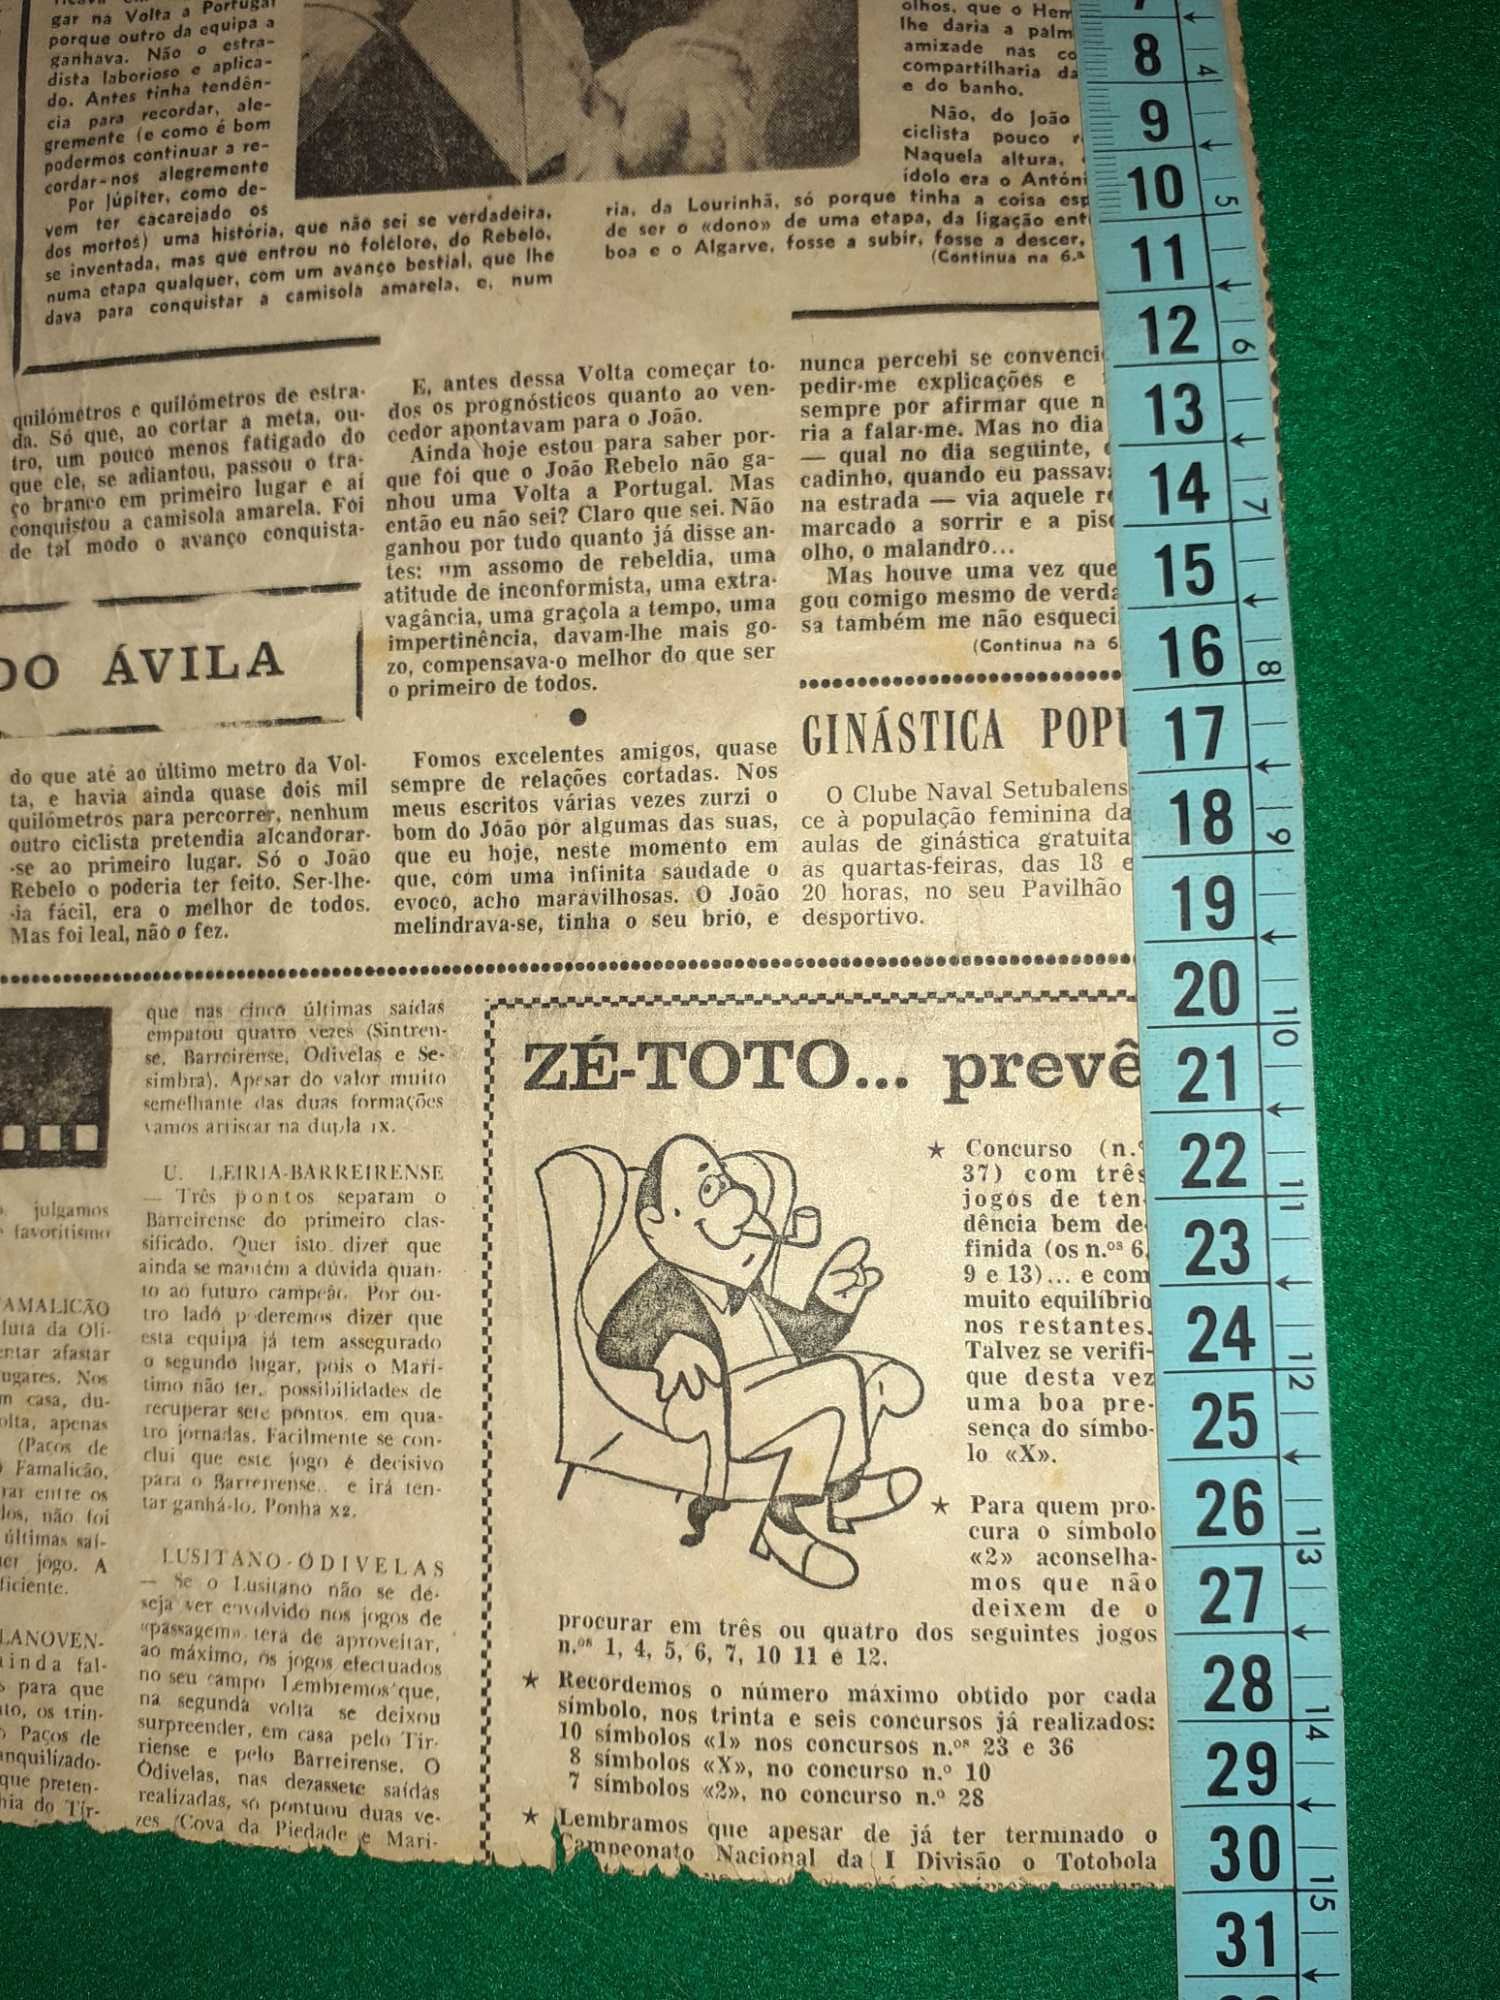 gar na Volta a Portugal
porque outro da equipa a
ganhava. Não o estra-
dista laborioso e aplica-
do. Antes tinha tendên-
cia para recordar, ale-
gremente (e como é bom
podermos continuar a re-
cordar-nos alegremente
Por Júpiter, como de-
vem ter cacarejado os
dos mortos) uma história, que não sei se verdadeira,
se inventada, mas que entrou no folclore, do Rebelo,
numa etapa qualquer, com um avanço bestial, que lhe
dava para conquistar a camisola amarela, e, num
olhos, que o Hem
lhe daria a palm
amizade nas co
compartilharia da
e do banho.
Não, do João
ciclista pouco r
Naquela altura,
ídolo era o Antóni
ria, da Lourinhã, só porque tinha a coisa esp
de ser o «dono» de uma etapa, da ligação ent
boa e o Algarve, fosse a subir, fosse a descer,
(Continua na 6.ª
quilómetros e quilómetros de estra-
da. Só que, ao cortar a meta, ou-
tro, um pouco menos fatigado do
que ele, se adiantou, passou o tra-
ço branco em primeiro lugar e aí
conquistou a camisola amarela. Foi
de tal modo o avanço conquista-
DO ÁVILA
do que até ao último metro da Vol-
ta, e havia ainda quase dois mil
quilómetros para percorrer, nenhum
outro ciclista pretendia alcandorar-
-se ao primeiro lugar. Só o João
Rebelo o poderia ter feito. Ser-lhe-
-ia fácil, era o melhor de todos.
Mas foi leal, não o fez.
E, antes dessa Volta começar to-
dos os prognósticos quanto ao ven-
cedor apontavam para o João.
Ainda hoje estou para saber por-
que foi que o João Rebelo não ga-
nhou uma Volta a Portugal. Mas
então eu não sei? Claro que sei. Não
ganhou por tudo quanto já disse an-
tes: um assomo de rebeldia, uma
atitude de inconformista, uma extra-
vagância, uma graçola a tempo, uma
impertinência, davam-lhe mais go-
zo, compensava-o melhor do que ser
o primeiro de todos.
Fomos excelentes amigos, quase
sempre de relações cortadas. Nos
meus escritos várias vezes zurzi o
bom do João por algumas das suas,
que eu hoje, neste momento em
que, com uma infinita saudade o
evoco, acho maravilhosas. O João
melindrava-se, tinha o seu brio, e
nunca percebi se convenci
pedir-me explicações e
sempre por afirmar que n
ria a falar-me. Mas no dia
— qual no dia seguinte,
cadinho, quando eu passav
na estrada — via aquele r
marcado a sorrir e a pisc
olho, o malandro...
Mas houve uma vez que
gou comigo mesmo de verda
sa também me não esqueci
(Continua na 6
GINÁSTICA POPU
O Clube Naval Setubalens
ce à população feminina da
aulas de ginástica gratuita
às quartas-feiras, das 18 e
20 horas, no seu Pavilhão
desportivo.
julgamos
favoritismo
AMALICÃO
luta da Oli-
entar afastar
ugares. Nos
m casa, du-
olta, apenas
(Paços de
Famalicão,
rar entre os
los, não foi
últimas saí-
uer jogo. A
ficiente.
LANOVEN-
ainda fal-
s para que
to, os trin-
Paços de
anquilizado-
que preten-
hia do Tir-
que nas cinco últimas saídas
empatou quatro vezes (Sintren-
se, Barreirense, Odivelas e Se-
simbra). Apesar do valor muito
semelhante das duas formações
vamos arriscar na dupla 1x.
U. LEIRIA-BARREIRENSE
— Três pontos separam o
Barreirense do primeiro clas-
sificado. Quer isto dizer que
ainda se mantém a dúvida quan-
to ao futuro campeão. Por ou-
tro lado poderemos dizer que
esta equipa já tem assegurado
o segundo lugar, pois o Marí-
timo não ter. possibilidades de
recuperar sete pontos em qua-
tro jornadas. Fàcilmente se con-
clui que este jogo é decisivo
para o Barreirense.. e irá ten-
tar ganhá-lo. Ponha x2.
LUSITANO-ODIVELAS
— Se o Lusitano não se de-
seja ver envolvido nos jogos de
«passagem» terá de aproveitar,
ao máximo, os jogos efectuados
no seu campo Lembremos que,
na segunda volta se deixou
surpreender, em casa pelo Tir-
riense e pelo Barreirense. O
Odivelas, nas dezassete saídas
realizadas, só pontuou duas ve-
zes (Cova da Piedade e Marí-
ZÉ-TOTO... prevê
★ Concurso (n.º
37) com três
jogos de ten-
dência bem de-
finida (os n.ºs 6,
9 e 13)... e com
muito equilíbrio
nos restantes.
Talvez se verifi-
que desta vez
uma boa pre-
sença do símbo-
lo «X».
★ Para quem pro-
cura o símbolo
«2» aconselha-
mos que não
deixem de o
procurar em três ou quatro dos seguintes jogos
n.ºs 1, 4, 5, 6, 7, 10 11 e 12.
★ Recordemos o número máximo obtido por cada
símbolo, nos trinta e seis concursos já realizados:
10 símbolos «1» nos concursos n.ºs 23 e 36
8 símbolos «X», no concurso n.º 10
7 símbolos «2», no concurso n.º 28
★ Lembramos que apesar de já ter terminado o
Campeonato Nacional da I Divisão o Totobola
8
9
10
11
12
13
14
15
16
17
18
19
20
21
22
23
24
25
26
27
28
29
30
31
4
5
6
7
8
9
10
11
12
13
14
15